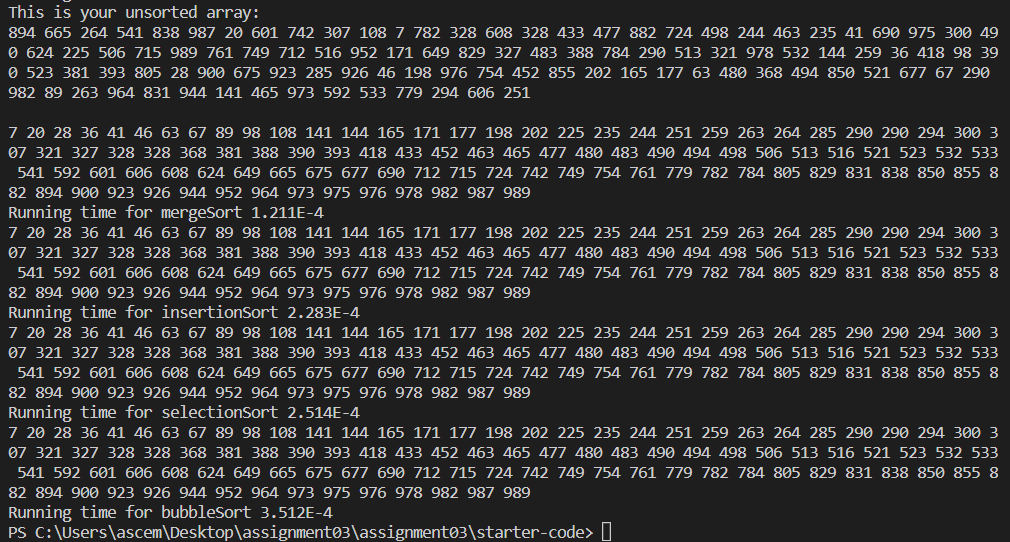 This is your unsorted array:
894 665 264 541 838 987 20 601 742 307 108 7 782 328 608 328 433 477 882 724 498 244 463 235 41 690 975 300 49
0 624 225 506 715 989 761 749 712 516 952 171 649 829 327 483 388 784 290 513 321 978 532 144 259 36 418 98 39
0 523 381 393 805 28 900 675 923 285 926 46 198 976 754 452 855 202 165 177 63 480 368 494 850 521 677 67 290
982 89 263 964 831 944 141 465 973 592 533 779 294 606 251
7 20 28 36 41 46 63 67 89 98 108 141 144 165 171 177 198 202 225 235 244 251 259 263 264 285 290 290 294 300 3
07 321 327 328 328 368 381 388 390 393 418 433 452 463 465 477 480 483 490 494 498 506 513 516 521 523 532 533
541 592 601 606 608 624 649 665 675 677 690 712 715 724 742 749 754 761 779 782 784 805 829 831 838 850 855 8
82 894 900 923 926 944 952 964 973 975 976 978 982 987 989
Running time for mergeSort 1.211E-4
7 20 28 36 41 46 63 67 89 98 108 141 144 165 171 177 198 202 225 235 244 251 259 263 264 285 290 290 294 300 3
07 321 327 328 328 368 381 388 390 393 418 433 452 463 465 477 480 483 490 494 498 506 513 516 521 523 532 533
541 592 601 606 608 624 649 665 675 677 690 712 715 724 742 749 754 761 779 782 784 805 829 831 838 850 855 8
82 894 900 923 926 944 952 964 973 975 976 978 982 987 989
Running time for insertionSort 2.283E-4
7 20 28 36 41 46 63 67 89 98 108 141 144 165 171 177 198 202 225 235 244 251 259 263 264 285 290 290 294 300 3
07 321 327 328 328 368 381 388 390 393 418 433 452 463 465 477 480 483 490 494 498 506 513 516 521 523 532 533
541 592 601 606 608 624 649 665 675 677 690 712 715 724 742 749 754 761 779 782 784 805 829 831 838 850 855 8
82 894 900 923 926 944 952 964 973 975 976 978 982 987 989
Running time for selectionSort 2.514E-4
7 20 28 36 41 46 63 67 89 98 108 141 144 165 171 177 198 202 225 235 244 251 259 263 264 285 290 290 294 300 3
07 321 327 328 328 368 381 388 390 393 418 433 452 463 465 477 480 483 490 494 498 506 513 516 521 523 532 533
541 592 601 606 608 624 649 665 675 677 690 712 715 724 742 749 754 761 779 782 784 805 829 831 838 850 855 8
82 894 900 923 926 944 952 964 973 975 976 978 982 987 989
Running time for bubbleSort 3.512E-4
PS C:\Users\ascem\Desktop\assignment03\assignment03\starter-code>